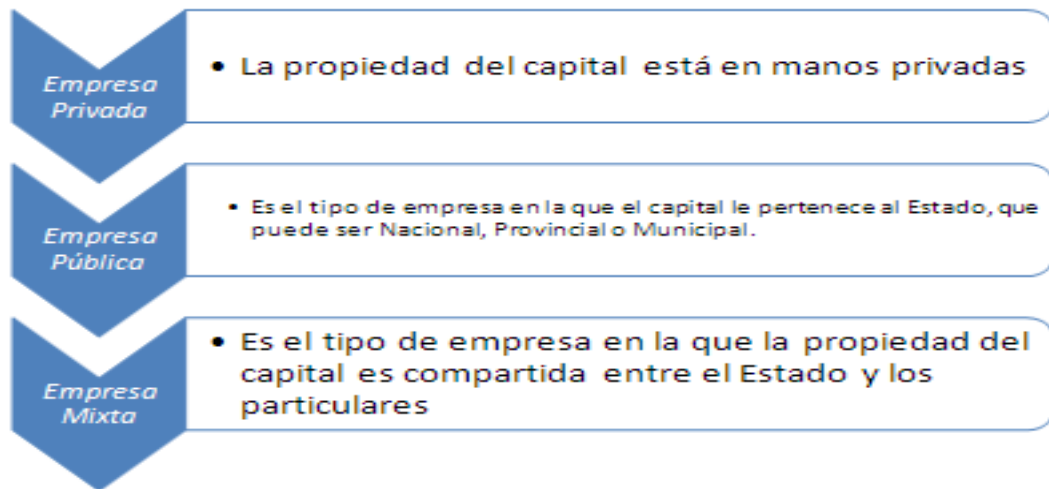 Empresa
Privada
• La propiedad del capital está en manos privadas
Empresa
Pública
• Es el tipo de empresa en la que el capital le pertenece al Estado, que
puede ser Nacional, Provincial o Municipal.
Empresa
Mixta
• Es el tipo de empresa en la que la propiedad del
capital es compartida entre el Estado y los
particulares